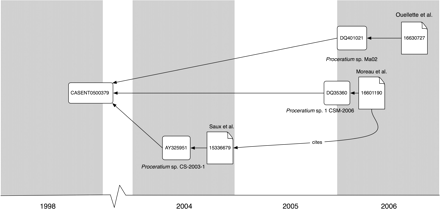 Ouellette et al.
DQ401021
16630727
Proceratium sp. Ma02
Moreau et al.
CASENT0500379
DQ35360
16601190
Proceratium sp. 1 CSM-2006
Saux et al.
cites
AY325951
15336679
Proceratium sp. CS-2003-1
1998
2004
2005
2006